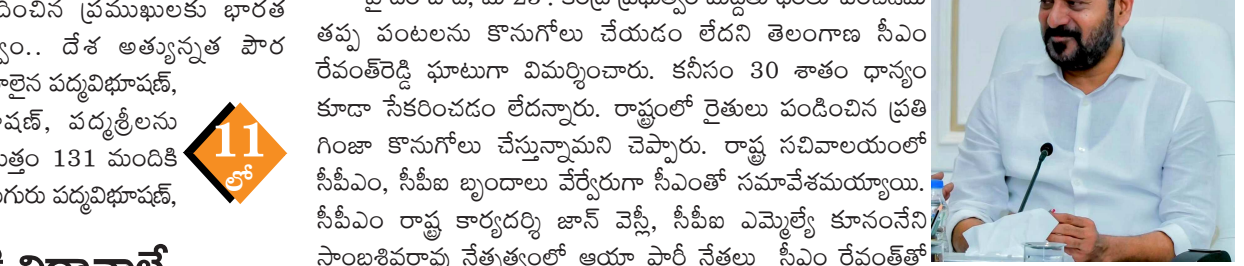 దించిన ప్రముఖులకు భారత
దేశ అత్యున్నత పౌర
పద్మవిభూషణ్,
పద్మశ్రీలను
131 మందికి
పద్మవిభూషణ్,
11
లో
తప్ప పంటలను కొనుగోలు చేయడం లేదని తెలంగాణ సీఎం
రేవంత్‌రెడ్డి ఘాటుగా విమర్శించారు. కనీసం 30 శాతం ధాన్యం
కూడా సేకరించడం లేదన్నారు. రాష్ట్రంలో రైతులు పండించిన ప్రతి
గింజా కొనుగోలు చేస్తున్నామని చెప్పారు. రాష్ట్ర సచివాలయంలో
సీపీఎం, సీపీఐ బృందాలు వేర్వేరుగా సీఎంతో సమావేశమయ్యాయి.
సీపీఎం రాష్ట్ర కార్యదర్శి జాన్ వెస్లీ, సీపీఐ ఎమ్మెల్యే కూనంనేని
సాంబశివరావు నేతృత్వంలో ఆయా పార్టీ నేతలు సీఎం రేవంత్‌తో